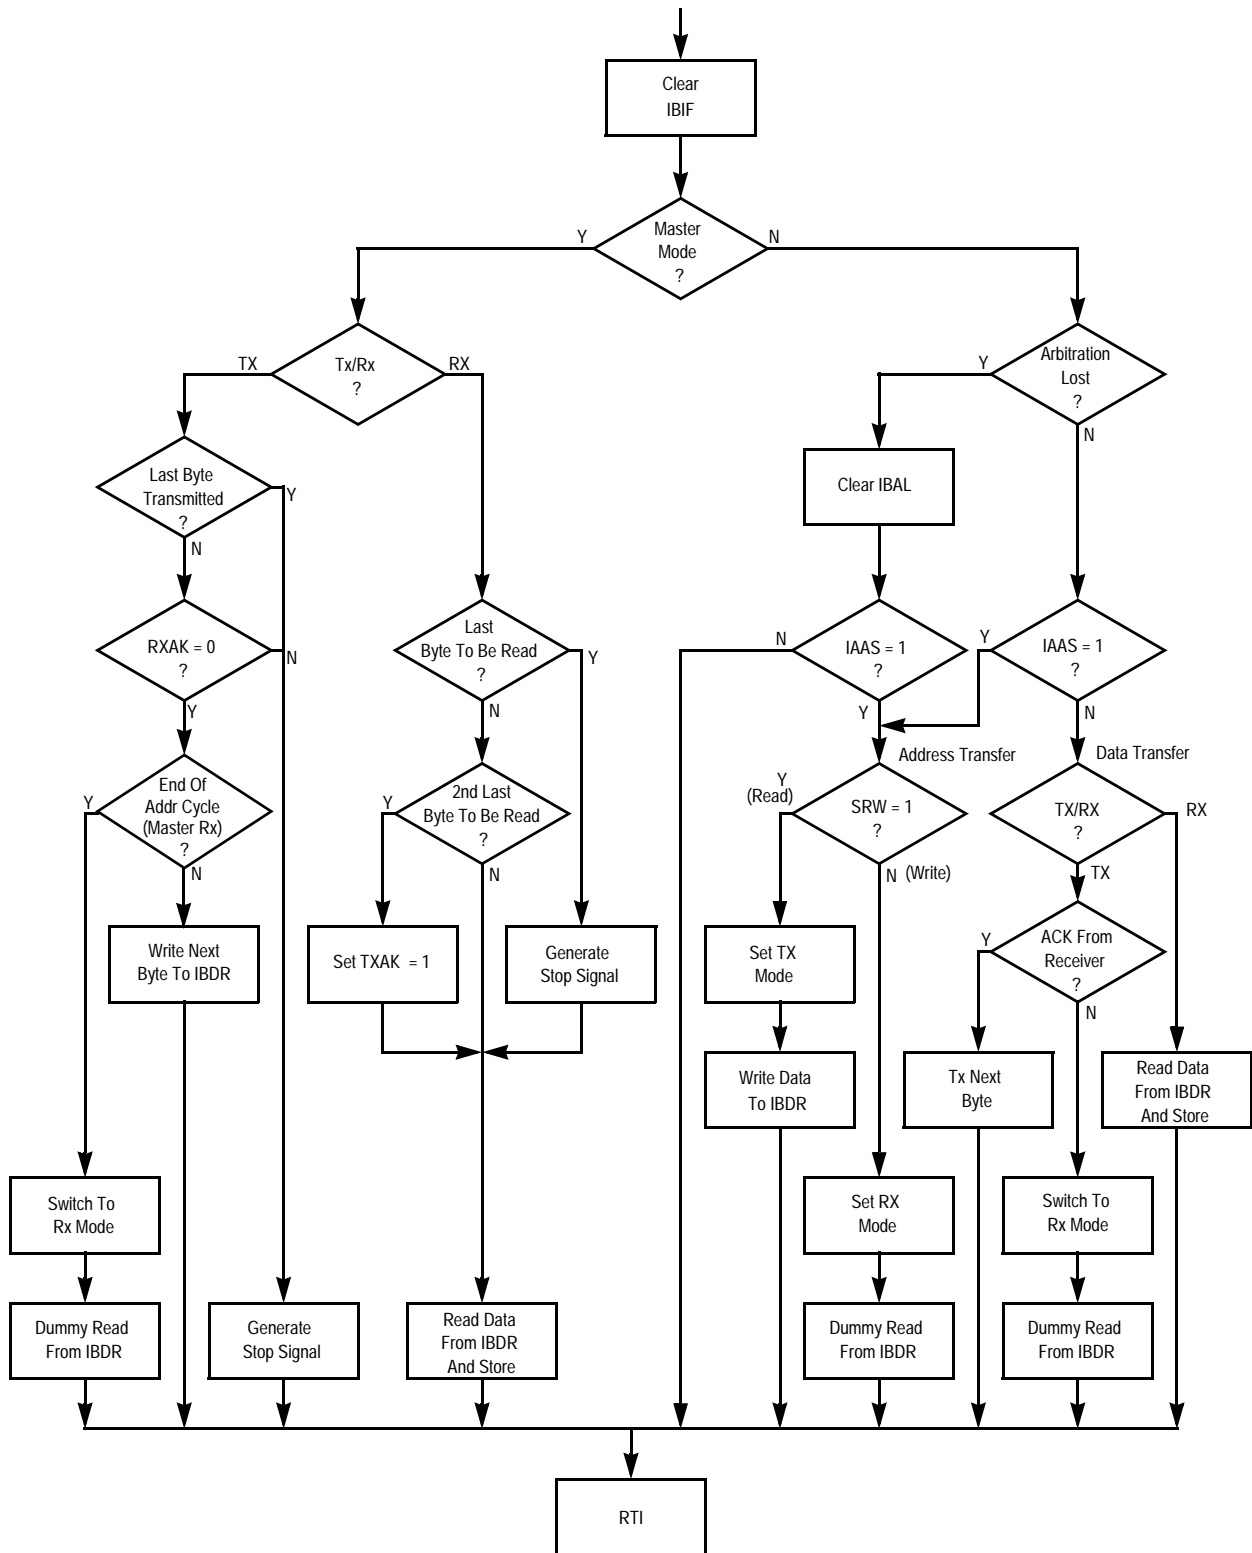 Clear
IBIF
Master
Mode
?
Y
N
Tx/Rx
?
TX
RX
Arbitration
Lost
?
Y
N
Last Byte
Transmitted
?
Y
N
Clear IBAL
RXAK = 0
?
N
Y
Last
Byte To Be Read
?
Y
N
IAAS = 1
?
N
Y
IAAS = 1
?
Y
N
Address Transfer
Data Transfer
End Of
Addr Cycle
(Master Rx)
?
Y
N
2nd Last
Byte To Be Read
?
Y
N
Y
(Read)
SRW = 1
?
N (Write)
TX/RX
?
RX
TX
Write Next
Byte To IBDR
Set TXAK = 1
Generate
Stop Signal
Set TX
Mode
ACK From
Receiver
?
Y
N
Write Data
To IBDR
Tx Next
Byte
Read Data
From IBDR
And Store
Switch To
Rx Mode
Set RX
Mode
Switch To
Rx Mode
Dummy Read
From IBDR
Generate
Stop Signal
Read Data
From IBDR
And Store
Dummy Read
From IBDR
Dummy Read
From IBDR
RTI